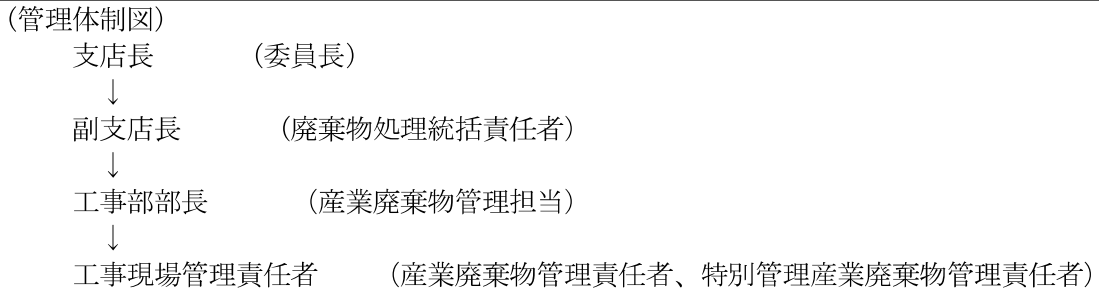 （管理体制図）
支店長　　　（委員長）
↓
副支店長　　　（廃棄物処理統括責任者）
↓
工事部部長　　　（産業廃棄物管理担当）
↓
工事現場管理責任者　　（産業廃棄物管理責任者、特別管理産業廃棄物管理責任者）